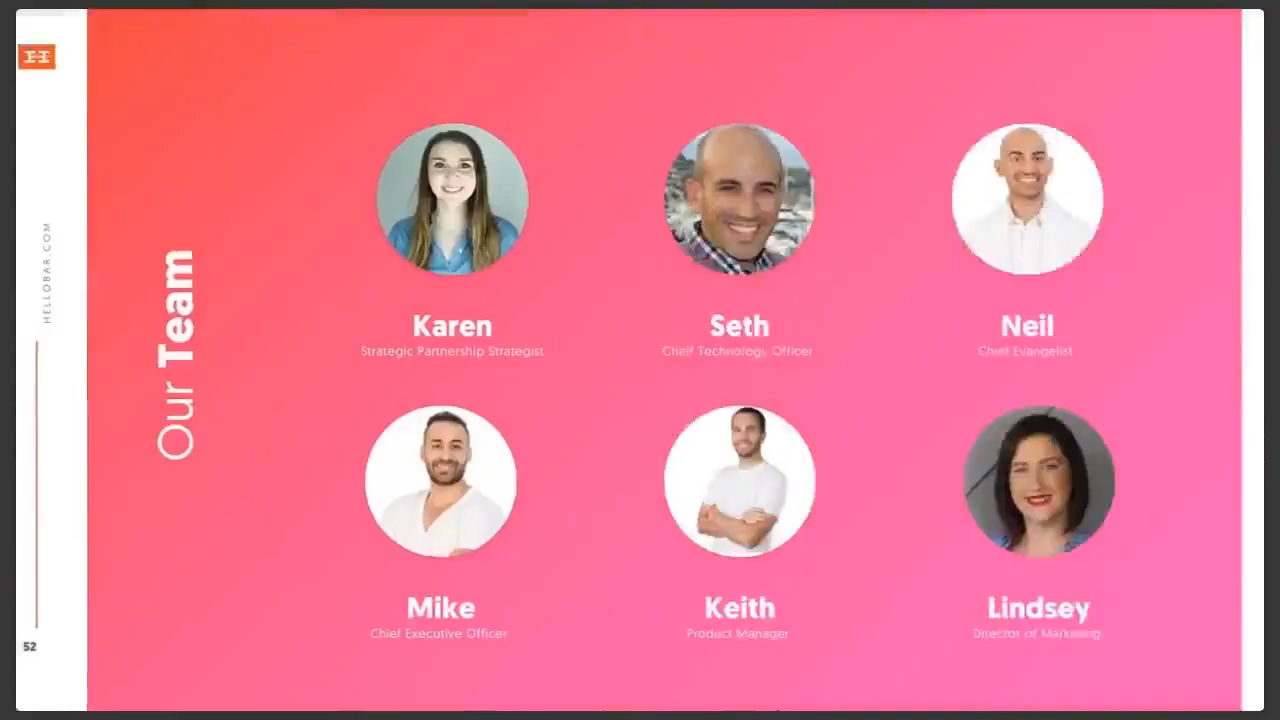 HELLOBAR.COM
52
Our Team
Karen
Strategic Partnership Strategist
Seth
Cheif Technology Officer
Neil
Chief Evangelist
Mike
Chief Executive Officer
Keith
Product Manager
Lindsey
Director of Marketing